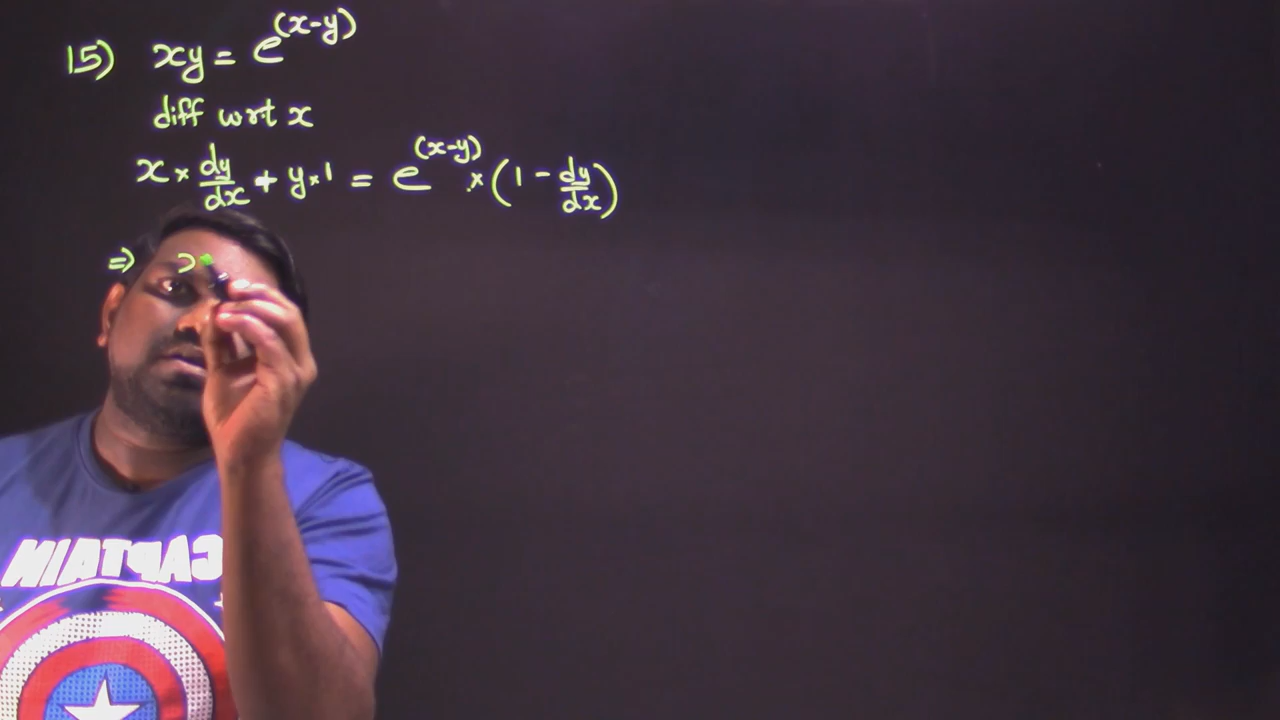 15) xy = e^(x-y)
diff wrt x
x × dy/dx + y×1 = e^(x-y) × (1 - dy/dx)
=>
CAPTAIN